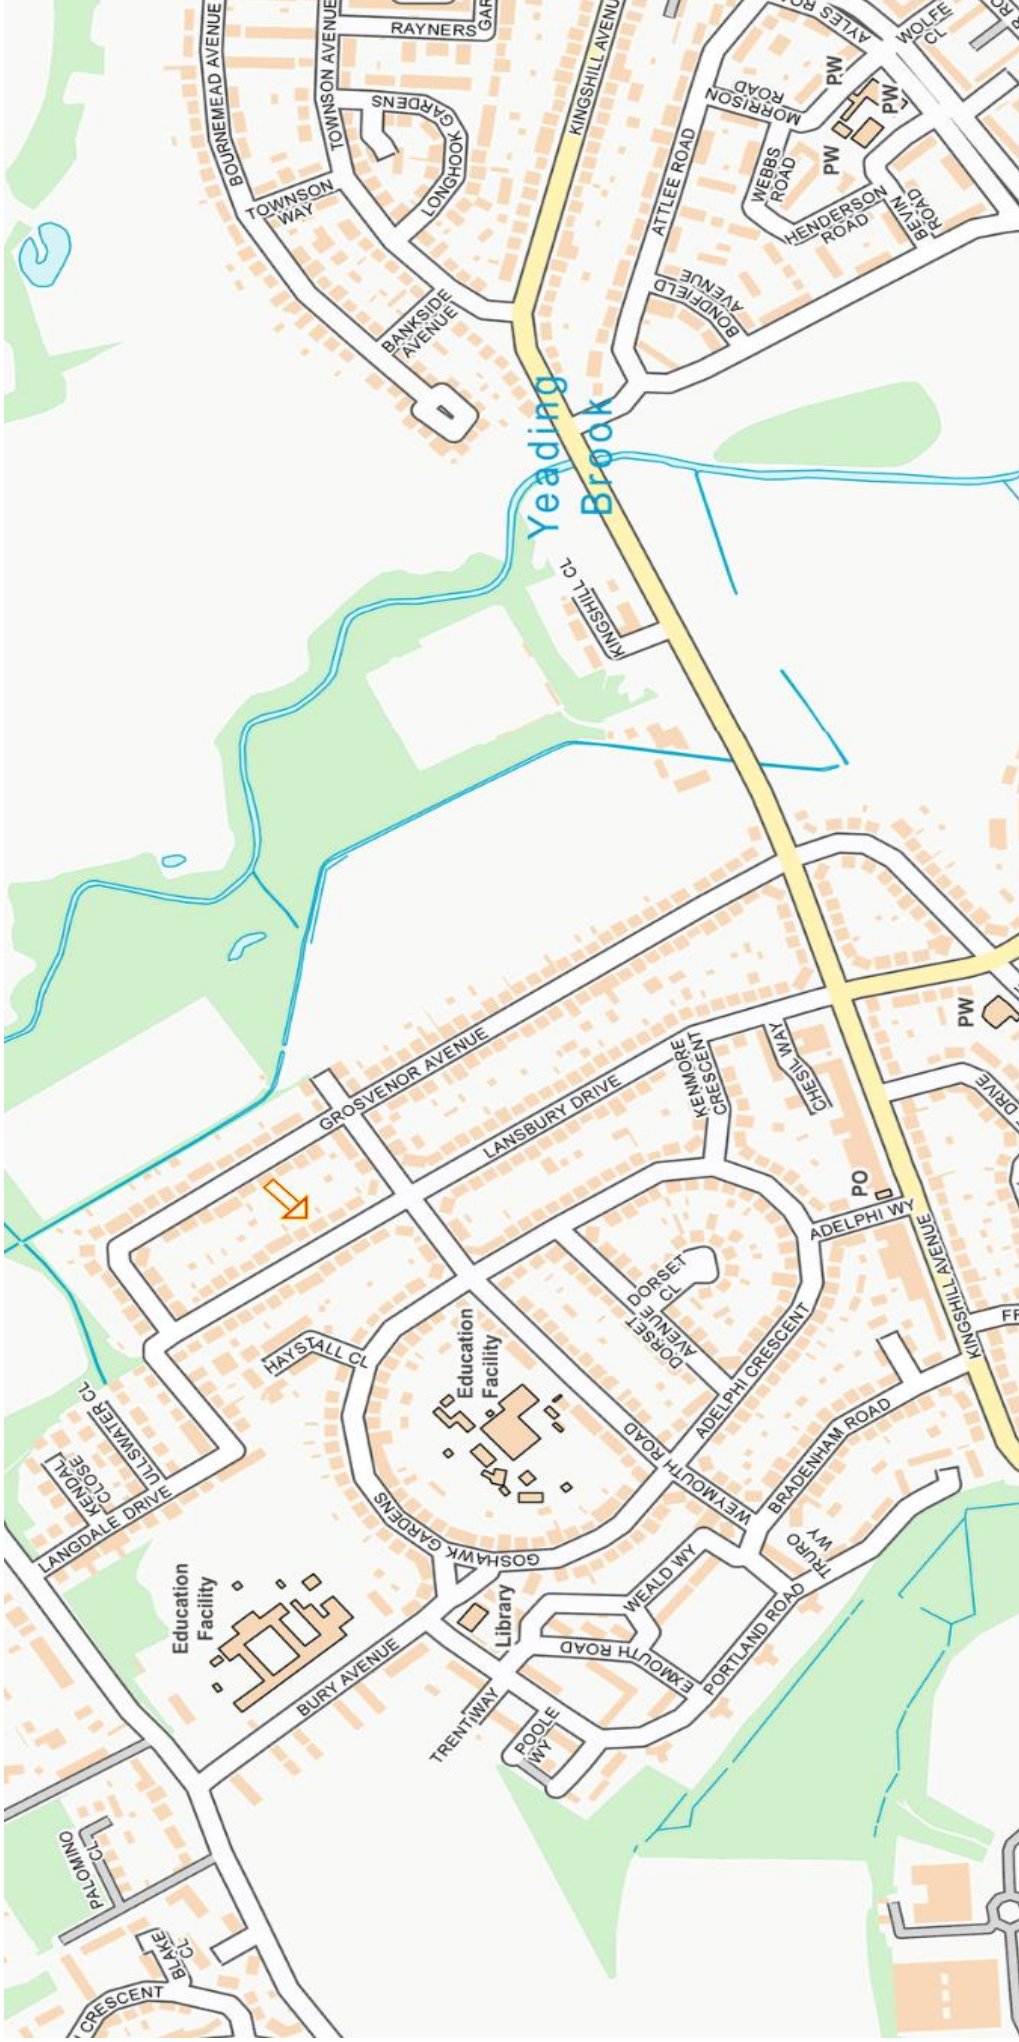 BOURNEMEAD AVENUE
TOWNSON AVENUE
RAYNERS
GAR
KINGSHILL AVENU
AYLES RO
WOLFE
CL
LONGHOOK GARDENS
TOWNSON
WAY
BANKSIDE
AVENUE
ATTLEE ROAD
MORRISON
ROAD
WEBBS
ROAD
PW
PW
PW
HENDERSON
ROAD
BEVIN
ROAD
BONDFIELD
AVENUE
Yeading
Brook
KINGSHILL CL
GROSVENOR AVENUE
LANSBURY DRIVE
KENMORE
CRESCENT
CHESIL WAY
PW
DRIVE
PO
ADELPHI WY
KINGSHILL AVENUE
FR
HAYSTALL CL
Education
Facility
DORSET
CL
DORSET
AVENUE
ADELPHI CRESCENT
WEYMOUTH ROAD
BRADENHAM ROAD
KENDAL
CLOSE
ULLSWATER CL
LANGDALE DRIVE
GOSHAWK GARDENS
Education
Facility
BURY AVENUE
Library
WEALD WY
TRURO
WY
EXMOUTH ROAD
PORTLAND ROAD
TRENT WAY
POOLE
WY
PALOMINO
CL
BLAKE
CL
CRESCENT